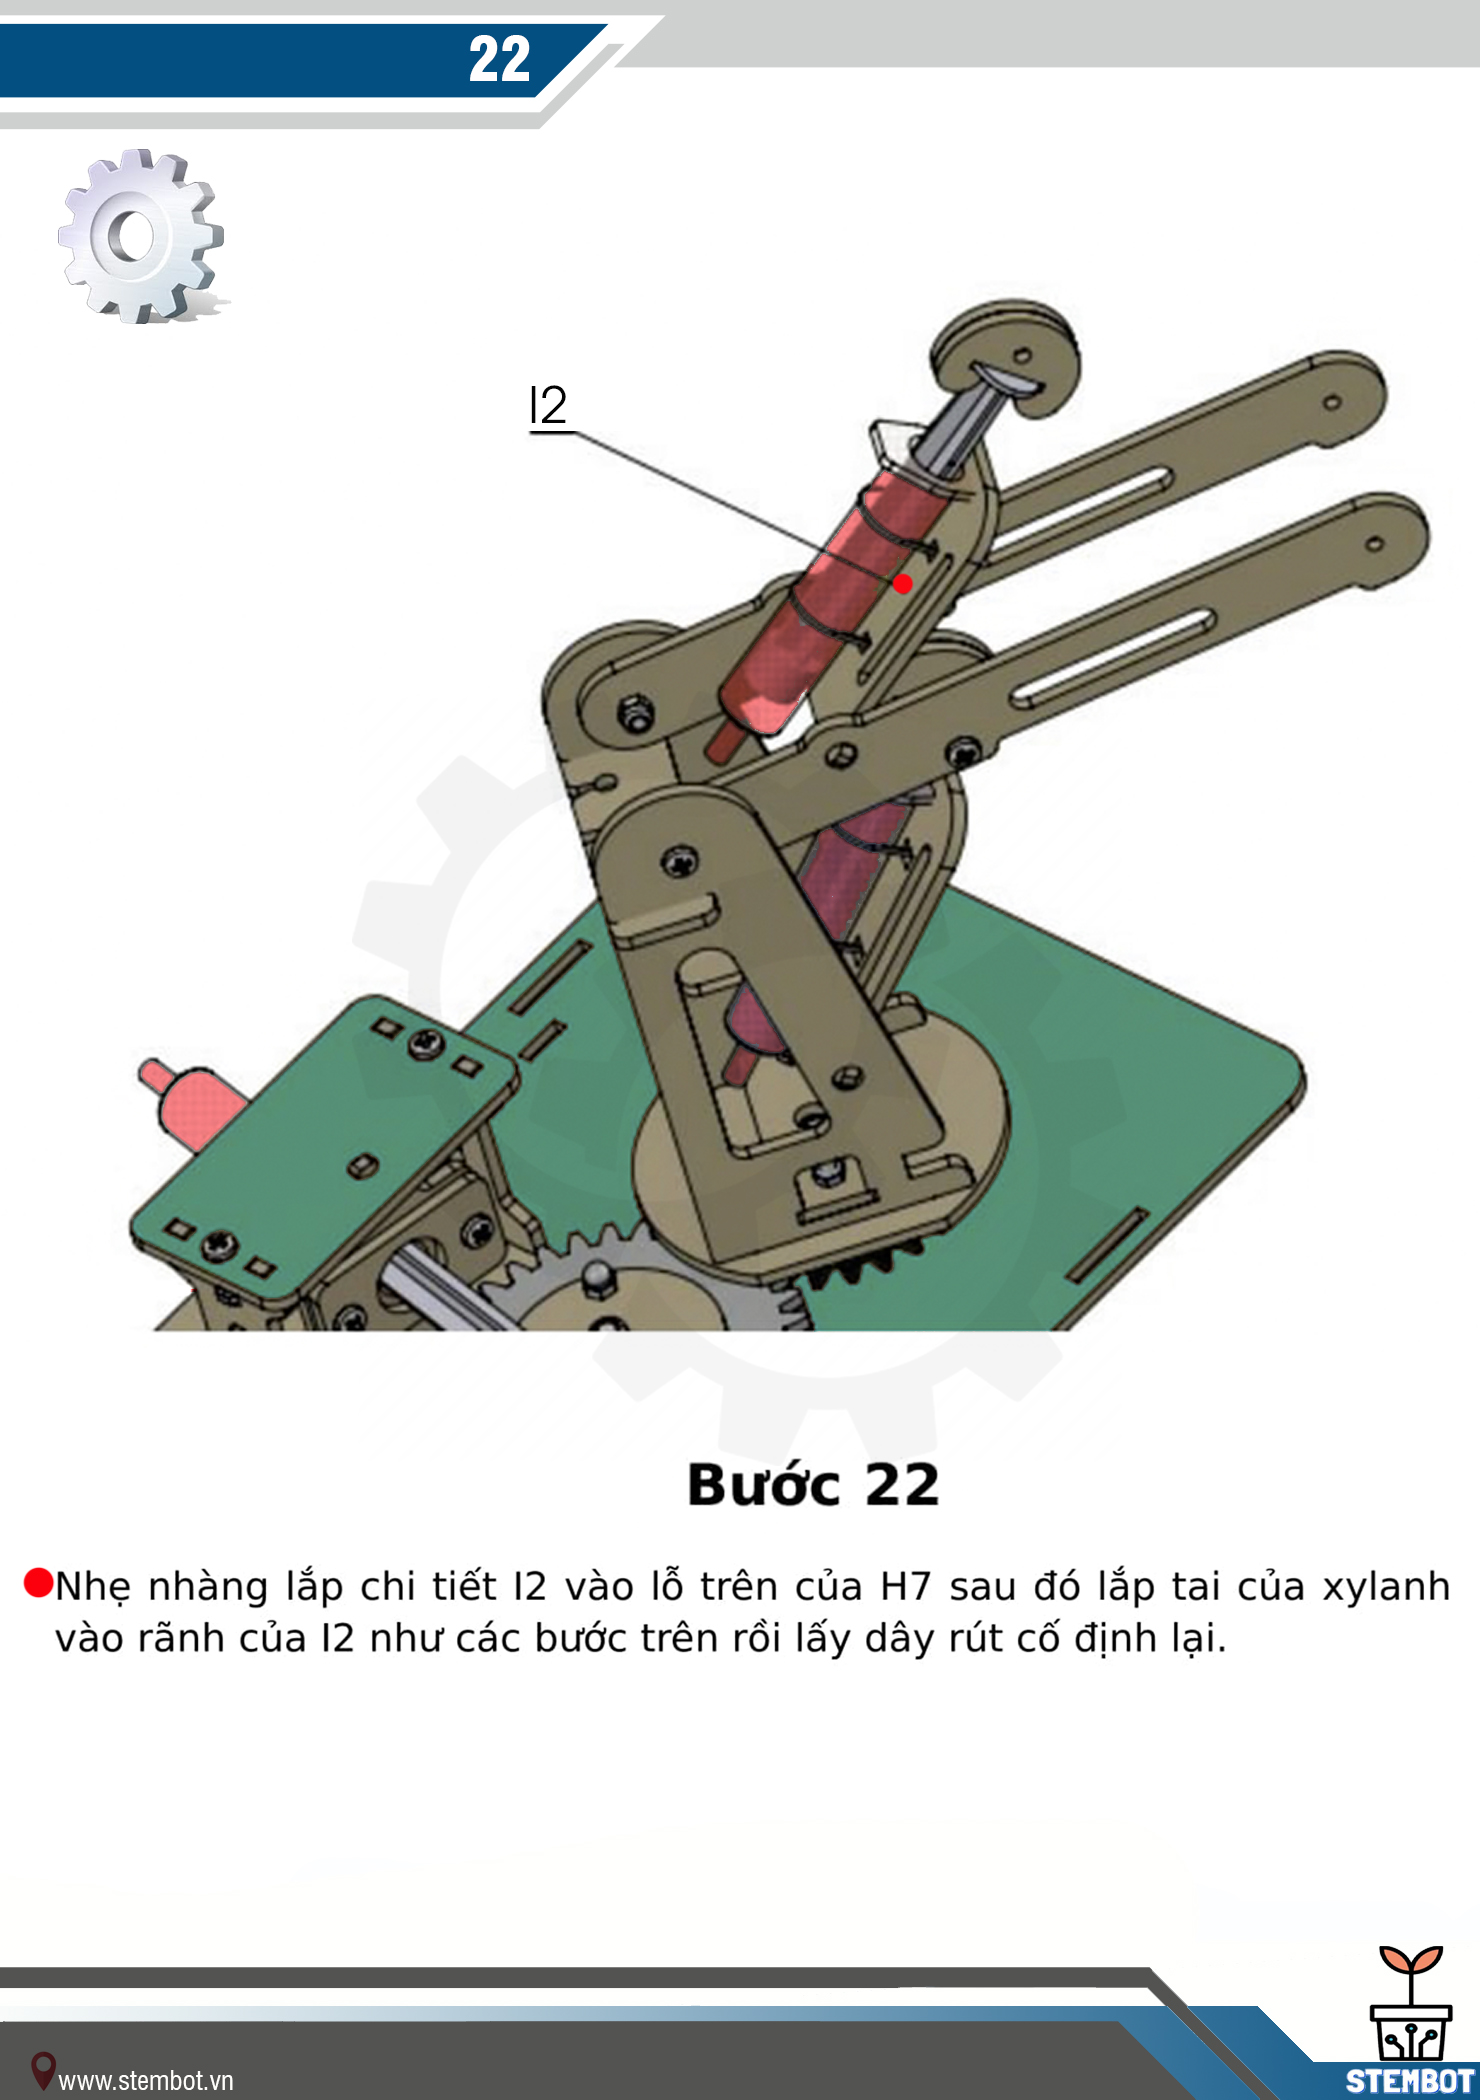 22
I2
Bước 22
Nhẹ nhàng lắp chi tiết I2 vào lỗ trên của H7 sau đó lắp tai của xylanh
vào rãnh của I2 như các bước trên rồi lấy dây rút cố định lại.
www.stembot.vn
STEMBOT